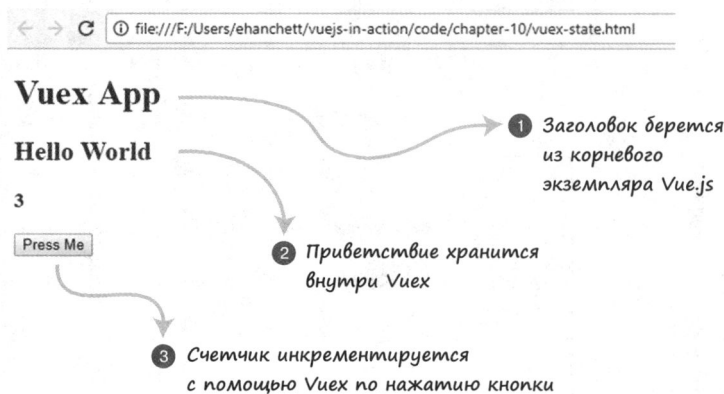 file:///F:/Users/ehanchett/vuejs-in-action/code/chapter-10/vuex-state.html
Vuex App
1 Заголовок берется
из корневого
экземпляра Vue.js
Hello World
3
Press Me
2 Приветствие хранится
внутри Vuex
3 Счетчик инкрементируется
с помощью Vuex по нажатию кнопки